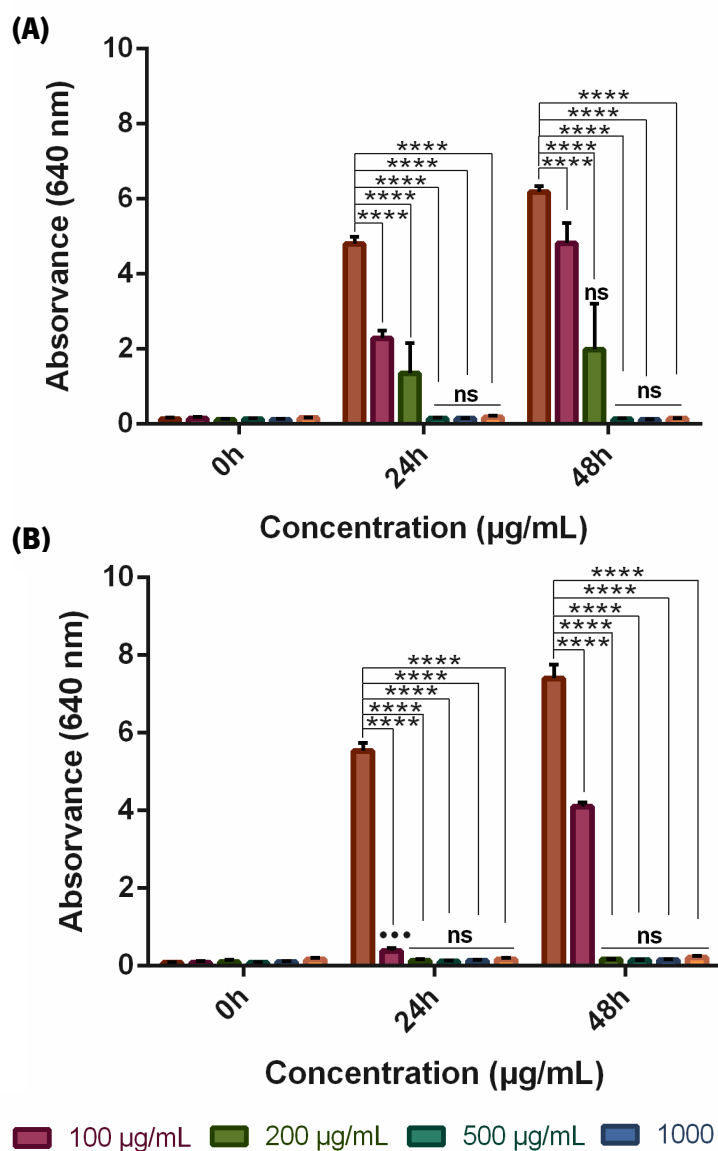 (A)
Absorvance (640 nm)
10
8
6
4
2
0
****
****
****
****
****
ns
****
****
****
****
****
ns
ns
0h
24h
48h
Concentration (µg/mL)
(B)
Absorvance (640 nm)
10
8
6
4
2
0
****
****
****
****
****
•••
ns
****
****
****
****
****
ns
0h
24h
48h
Concentration (µg/mL)
100 µg/mL 200 µg/mL 500 µg/mL 1000